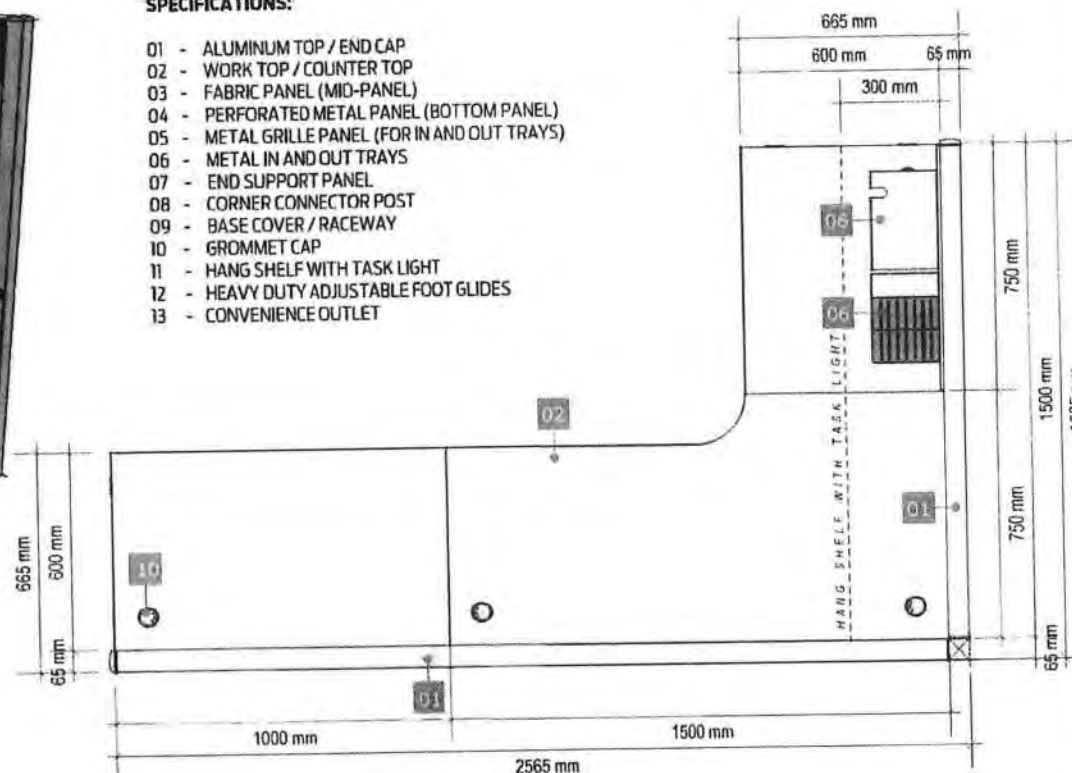 SPECIFICATIONS:
01 - ALUMINUM TOP / END CAP
02 - WORK TOP / COUNTER TOP
03 - FABRIC PANEL (MID-PANEL)
04 - PERFORATED METAL PANEL (BOTTOM PANEL)
05 - METAL GRILLE PANEL (FOR IN AND OUT TRAYS)
06 - METAL IN AND OUT TRAYS
07 - END SUPPORT PANEL
08 - CORNER CONNECTOR POST
09 - BASE COVER / RACEWAY
10 - GROMMET CAP
11 - HANG SHELF WITH TASK LIGHT
12 - HEAVY DUTY ADJUSTABLE FOOT GLIDES
13 - CONVENIENCE OUTLET
665 mm
600 mm 65 mm
300 mm
06
06
750 mm
1500 mm
HANG SHELF WITH TASK LIGHT
02
01
750 mm
665 mm
600 mm
10
65 mm
65 mm
01
1000 mm 1500 mm
2565 mm